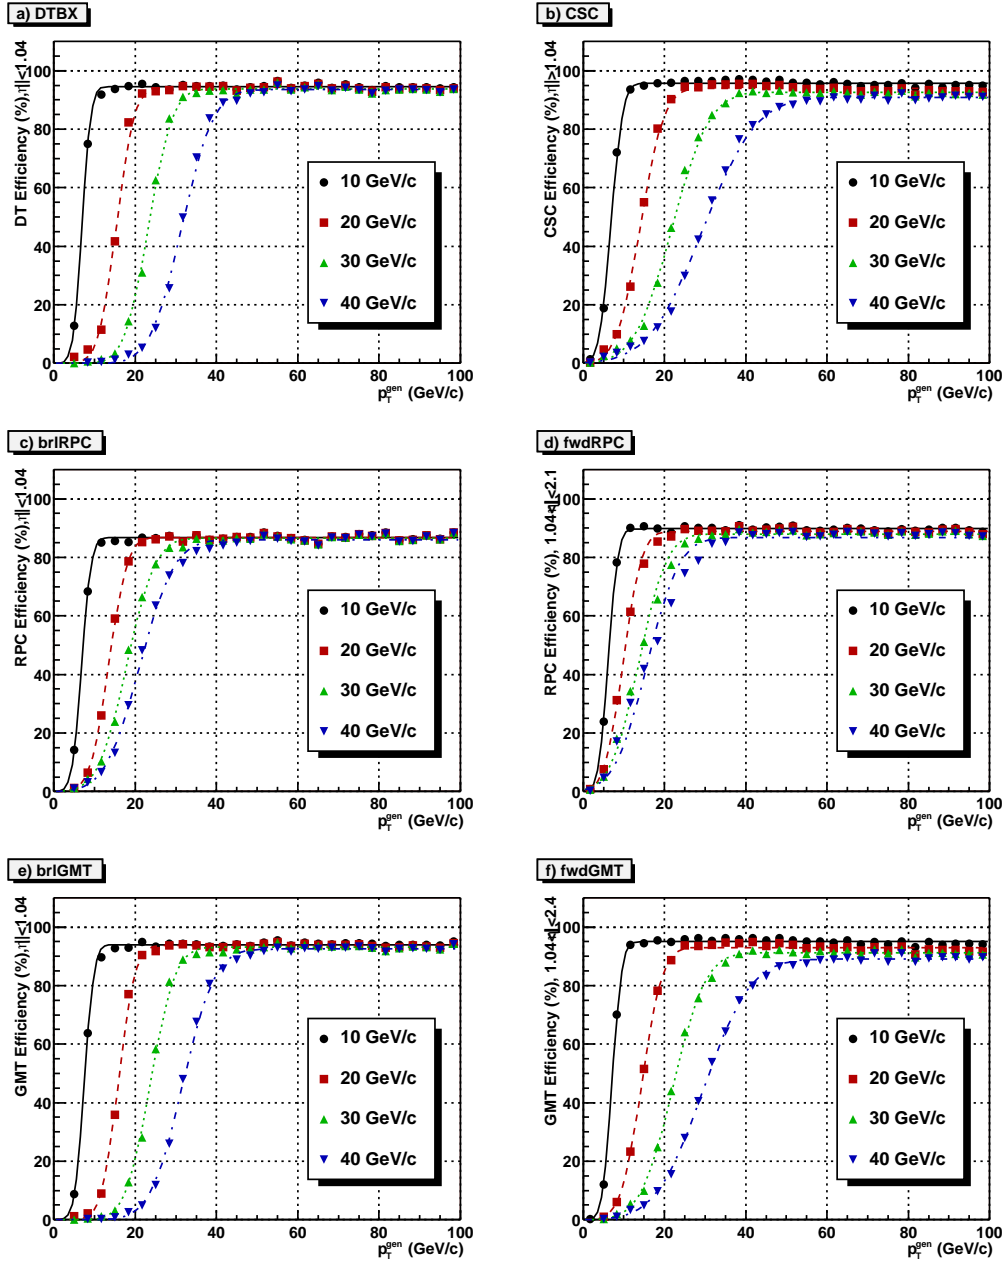 a) DTBX
DT Efficiency (%), |η|<1.04
100
80
60
40
20
0
0 20 40 60 80 100
10 GeV/c
20 GeV/c
30 GeV/c
40 GeV/c
p_T^gen (GeV/c)
b) CSC
CSC Efficiency (%), |η|>1.04
100
80
60
40
20
0
0 20 40 60 80 100
10 GeV/c
20 GeV/c
30 GeV/c
40 GeV/c
p_T^gen (GeV/c)
c) brlRPC
RPC Efficiency (%), |η|<1.04
100
80
60
40
20
0
0 20 40 60 80 100
10 GeV/c
20 GeV/c
30 GeV/c
40 GeV/c
p_T^gen (GeV/c)
d) fwdRPC
RPC Efficiency (%), 1.04<|η|<2.1
100
80
60
40
20
0
0 20 40 60 80 100
10 GeV/c
20 GeV/c
30 GeV/c
40 GeV/c
p_T^gen (GeV/c)
e) brlGMT
GMT Efficiency (%), |η|<1.04
100
80
60
40
20
0
0 20 40 60 80 100
10 GeV/c
20 GeV/c
30 GeV/c
40 GeV/c
p_T^gen (GeV/c)
f) fwdGMT
GMT Efficiency (%), 1.04<|η|<2.4
100
80
60
40
20
0
0 20 40 60 80 100
10 GeV/c
20 GeV/c
30 GeV/c
40 GeV/c
p_T^gen (GeV/c)